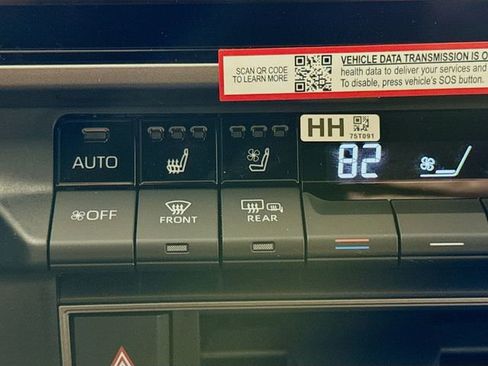 SCAN QR CODE
TO LEARN MORE
VEHICLE DATA TRANSMISSION IS
health data to deliver your services and
To disable, press vehicle's SOS button.
HH
75T091
AUTO
82
OFF
FRONT
REAR